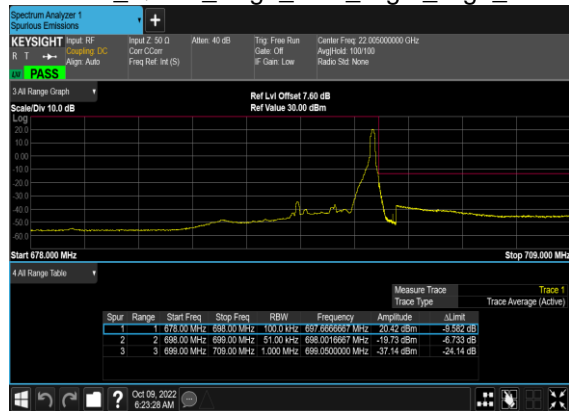 Spectrum Analyzer 1
Spurious Emissions
KEYSIGHT
R T
LW PASS
Input: RF
Coupling: DC
Align: Auto
Input Z: 50 Ω
Corr CCorr
Freq Ref: Int (S)
Atten: 40 dB
Trig: Free Run
Gate: Off
IF Gain: Low
Center Freq: 22.005000000 GHz
Avg|Hold: 100/100
Radio Std: None
3 All Range Graph
Scale/Div 10.0 dB
Ref Lvl Offset 7.60 dB
Ref Value 30.00 dBm
Log
20.0
10.0
0.00
-10.0
-20.0
-30.0
-40.0
-50.0
-60.0
Start 678.000 MHz
Stop 709.000 MHz
4 All Range Table
Measure Trace Trace 1
Trace Type Trace Average (Active)
Spur Range Start Freq Stop Freq RBW Frequency Amplitude ΔLimit
1 1 678.00 MHz 698.00 MHz 100.0 kHz 697.6666667 MHz 20.42 dBm -9.582 dB
2 2 698.00 MHz 699.00 MHz 51.00 kHz 698.0016667 MHz -19.73 dBm -6.733 dB
3 3 699.00 MHz 709.00 MHz 1.000 MHz 699.0500000 MHz -37.14 dBm -24.14 dB
?
Oct 09, 2022
6:23:28 AM